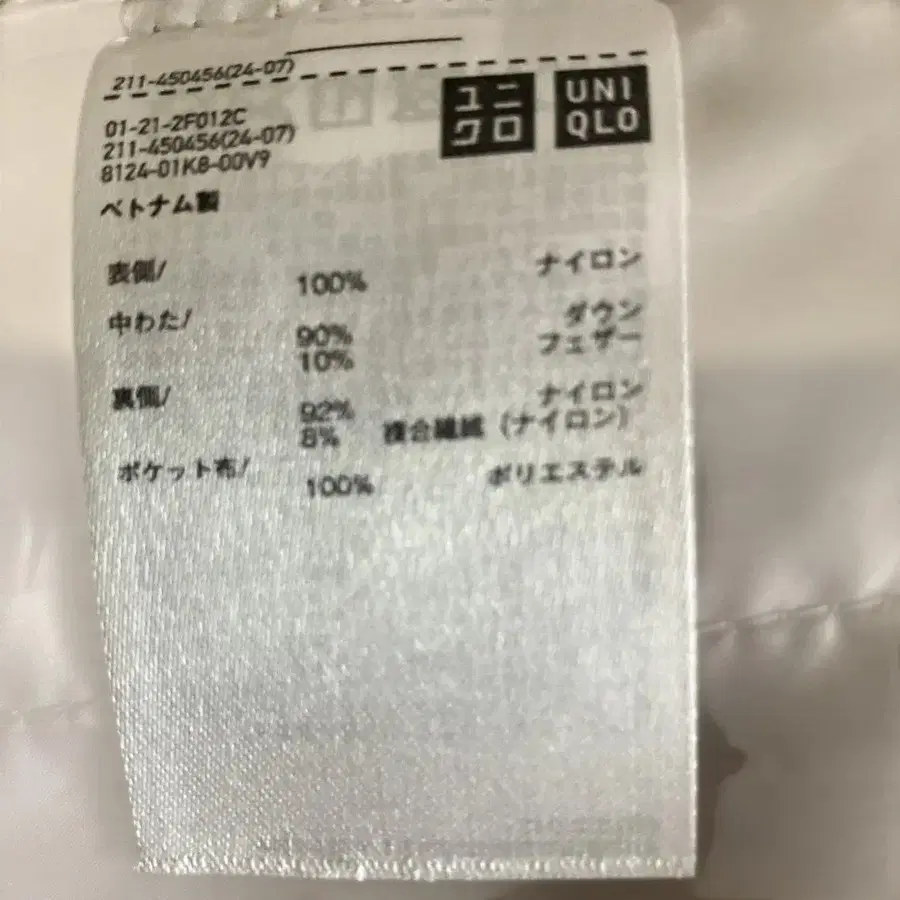 211-450456(24-07)
ユニ
クロ
UNI
QLO
01-21-2F012C
211-450456(24-07)
8124-01K8-00V9
ベトナム製
表側/
100% ナイロン
中わた/
90% ダウン
10% フェザー
裏側/
92% ナイロン
8% 複合繊維（ナイロン）
ポケット布/
100% ポリエステル